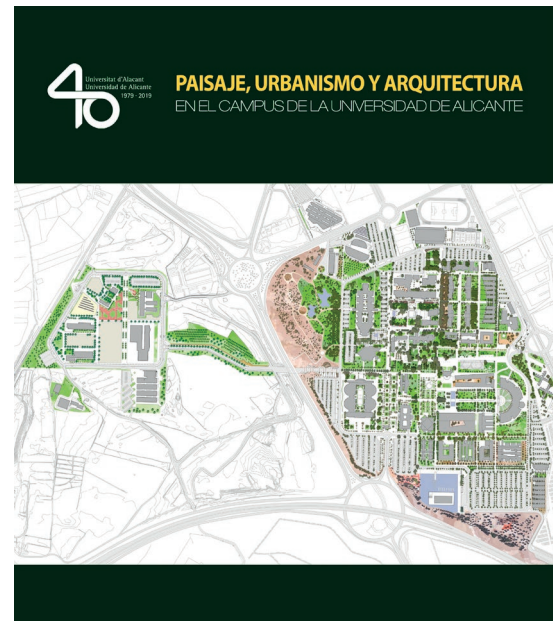 40
Universitat d'Alacant
Universidad de Alicante
1979 - 2019
PAISAJE, URBANISMO Y ARQUITECTURA
EN EL CAMPUS DE LA UNIVERSIDAD DE ALICANTE